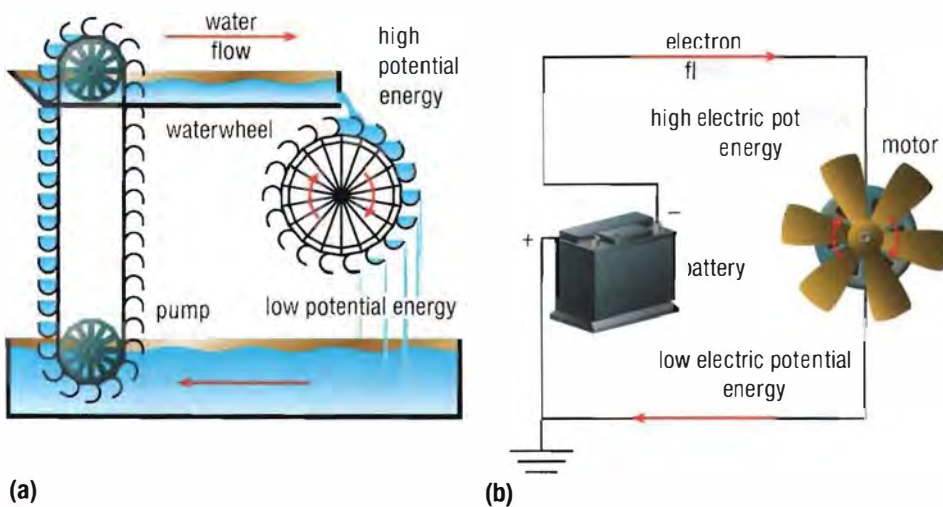 water
flow
high
potential
energy
waterwheel
pump
low potential energy
(a)
electron
fl
high electric pot
energy
motor
+
−
battery
low electric potential
energy
(b)